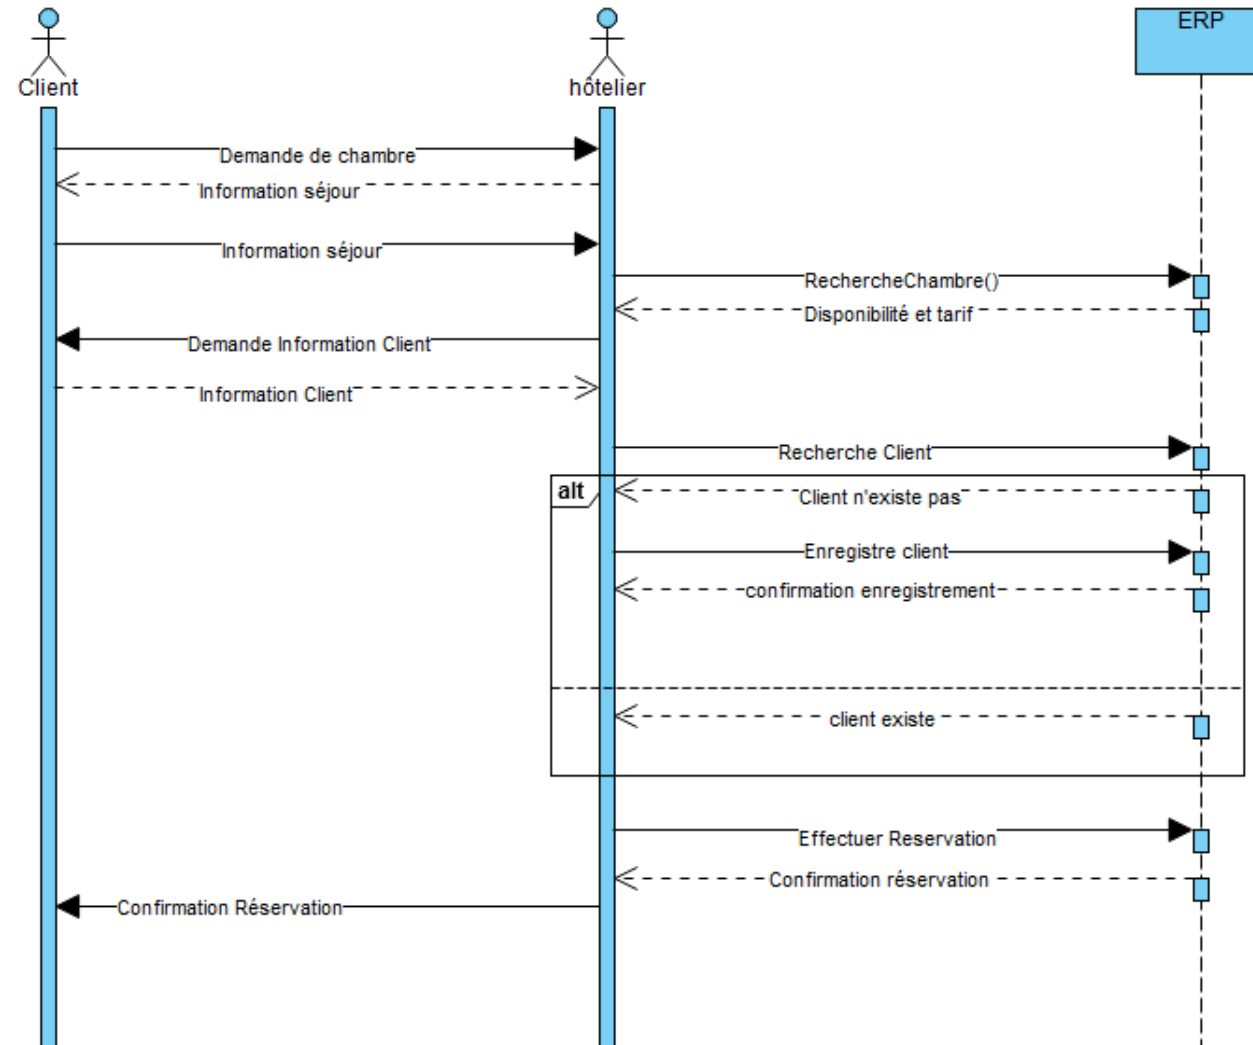 Client
hôtelier
ERP
Demande de chambre
Information séjour
Information séjour
RechercheChambre()
Disponibilité et tarif
Demande Information Client
Information Client
Recherche Client
alt
Client n'existe pas
Enregistre client
confirmation enregistrement
client existe
Effectuer Reservation
Confirmation réservation
Confirmation Réservation